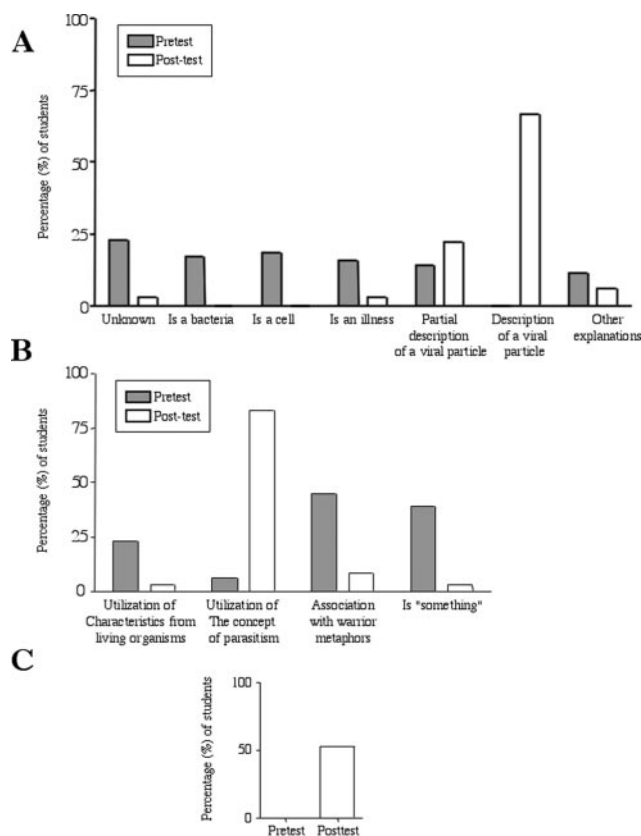 A
Percentage (%) of students
100
75
50
25
0
Pretest
Post-test
Unknown
Is a bacteria
Is a cell
Is an illness
Partial
description
of a viral particle
Description
of a viral
particle
Other
explanations
B
Percentage (%) of students
100
75
50
25
0
Pretest
Post-test
Utilization of
Characteristics from
living organisms
Utilization of
The concept
of parasitism
Association
with warrior
metaphors
Is "something"
C
Percentage (%) of students
100
50
0
Pretest
Posttest